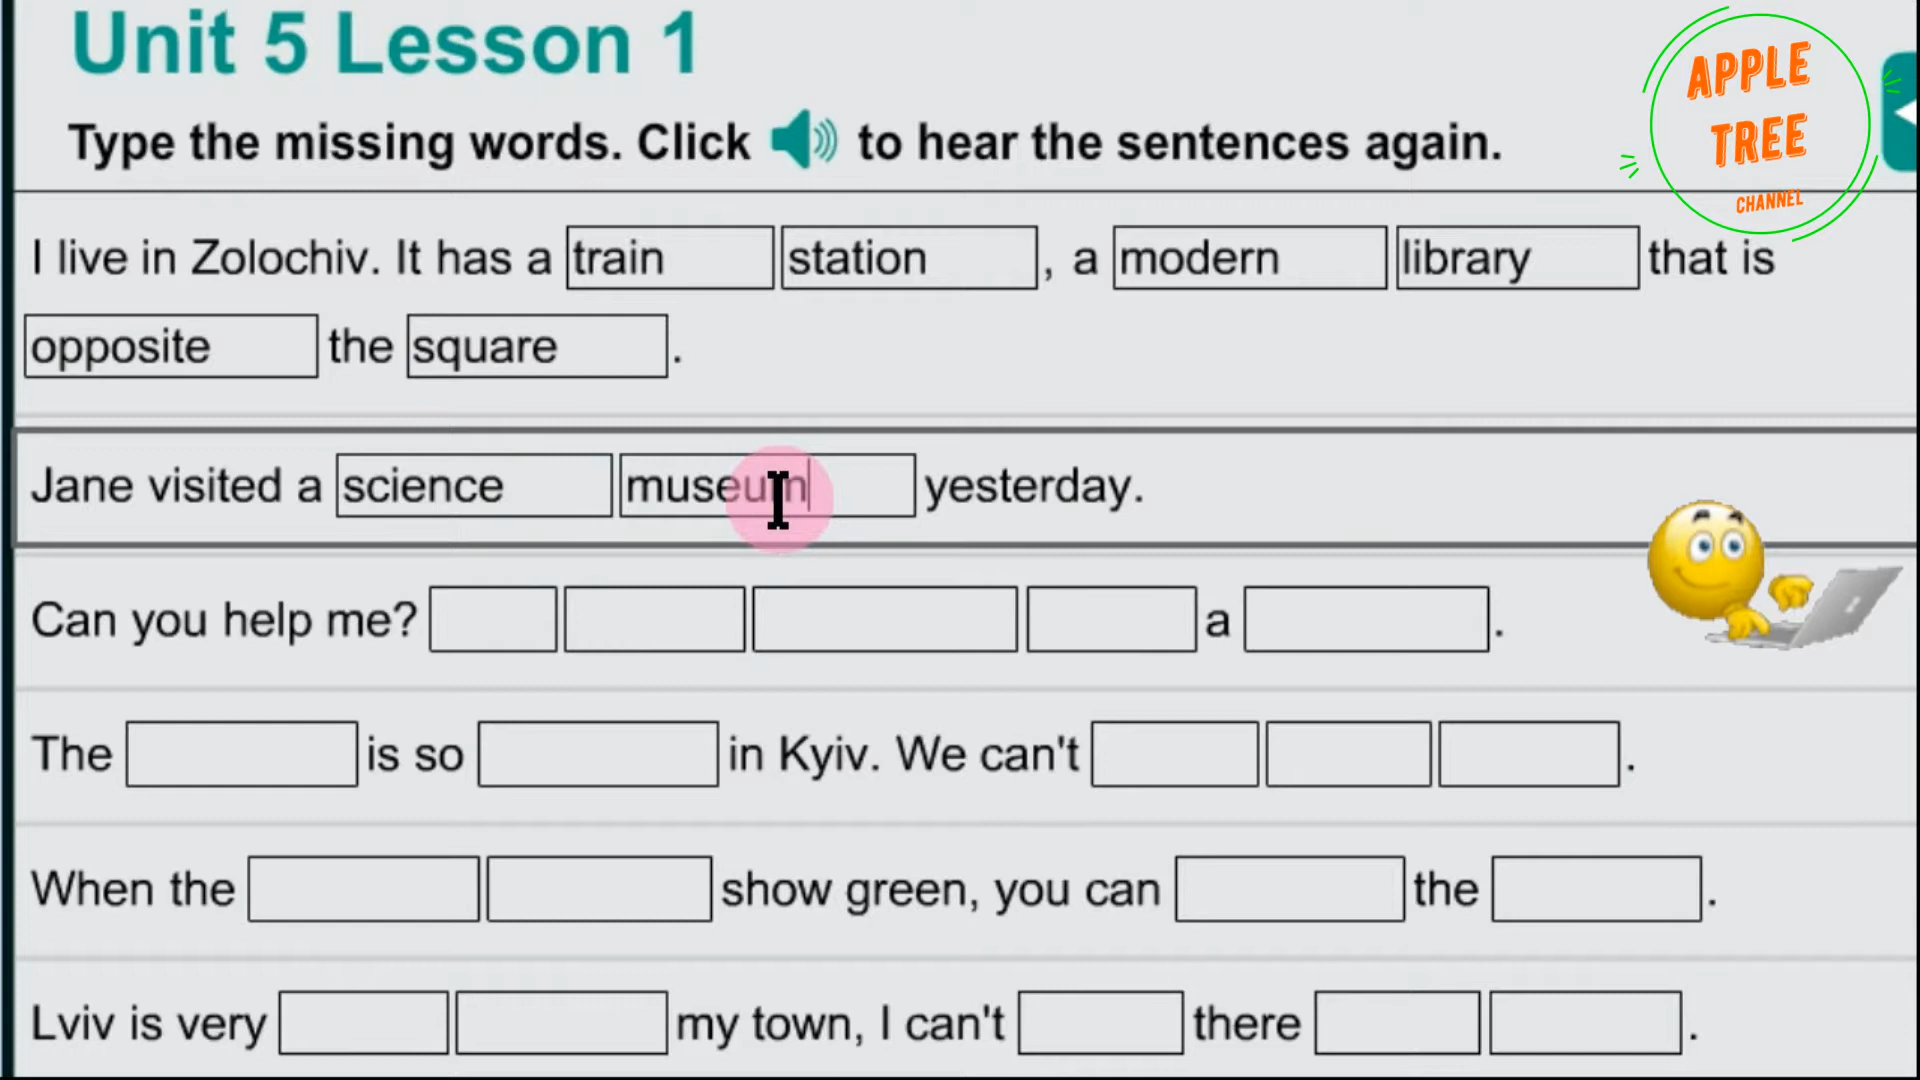 Unit 5 Lesson 1
APPLE
TREE
CHANNEL
Type the missing words. Click to hear the sentences again.
I live in Zolochiv. It has a train station , a modern library that is
opposite the square .
Jane visited a science museum yesterday.
Can you help me? a .
The is so in Kyiv. We can't .
When the show green, you can the .
Lviv is very my town, I can't there .